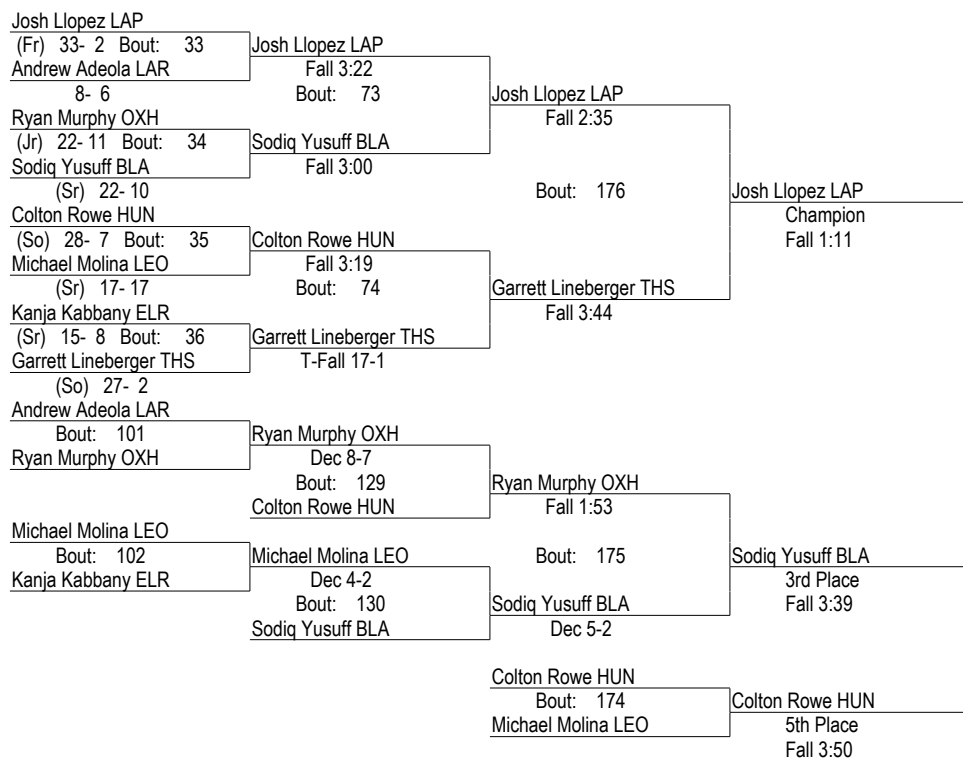 Josh Llopez LAP
(Fr) 33- 2 Bout: 33
Josh Llopez LAP
Andrew Adeola LAR
Fall 3:22
8- 6
Bout: 73
Josh Llopez LAP
Ryan Murphy OXH
Fall 2:35
(Jr) 22- 11 Bout: 34
Sodiq Yusuff BLA
Sodiq Yusuff BLA
Fall 3:00
(Sr) 22- 10
Bout: 176
Josh Llopez LAP
Colton Rowe HUN
Champion
(So) 28- 7 Bout: 35
Colton Rowe HUN
Fall 1:11
Michael Molina LEO
Fall 3:19
(Sr) 17- 17
Bout: 74
Garrett Lineberger THS
Kanja Kabbany ELR
Fall 3:44
(Sr) 15- 8 Bout: 36
Garrett Lineberger THS
Garrett Lineberger THS
T-Fall 17-1
(So) 27- 2
Andrew Adeola LAR
Bout: 101
Ryan Murphy OXH
Ryan Murphy OXH
Dec 8-7
Bout: 129
Ryan Murphy OXH
Colton Rowe HUN
Fall 1:53
Michael Molina LEO
Bout: 102
Michael Molina LEO
Bout: 175
Sodiq Yusuff BLA
Kanja Kabbany ELR
Dec 4-2
3rd Place
Bout: 130
Sodiq Yusuff BLA
Fall 3:39
Sodiq Yusuff BLA
Dec 5-2
Colton Rowe HUN
Bout: 174
Colton Rowe HUN
Michael Molina LEO
5th Place
Fall 3:50